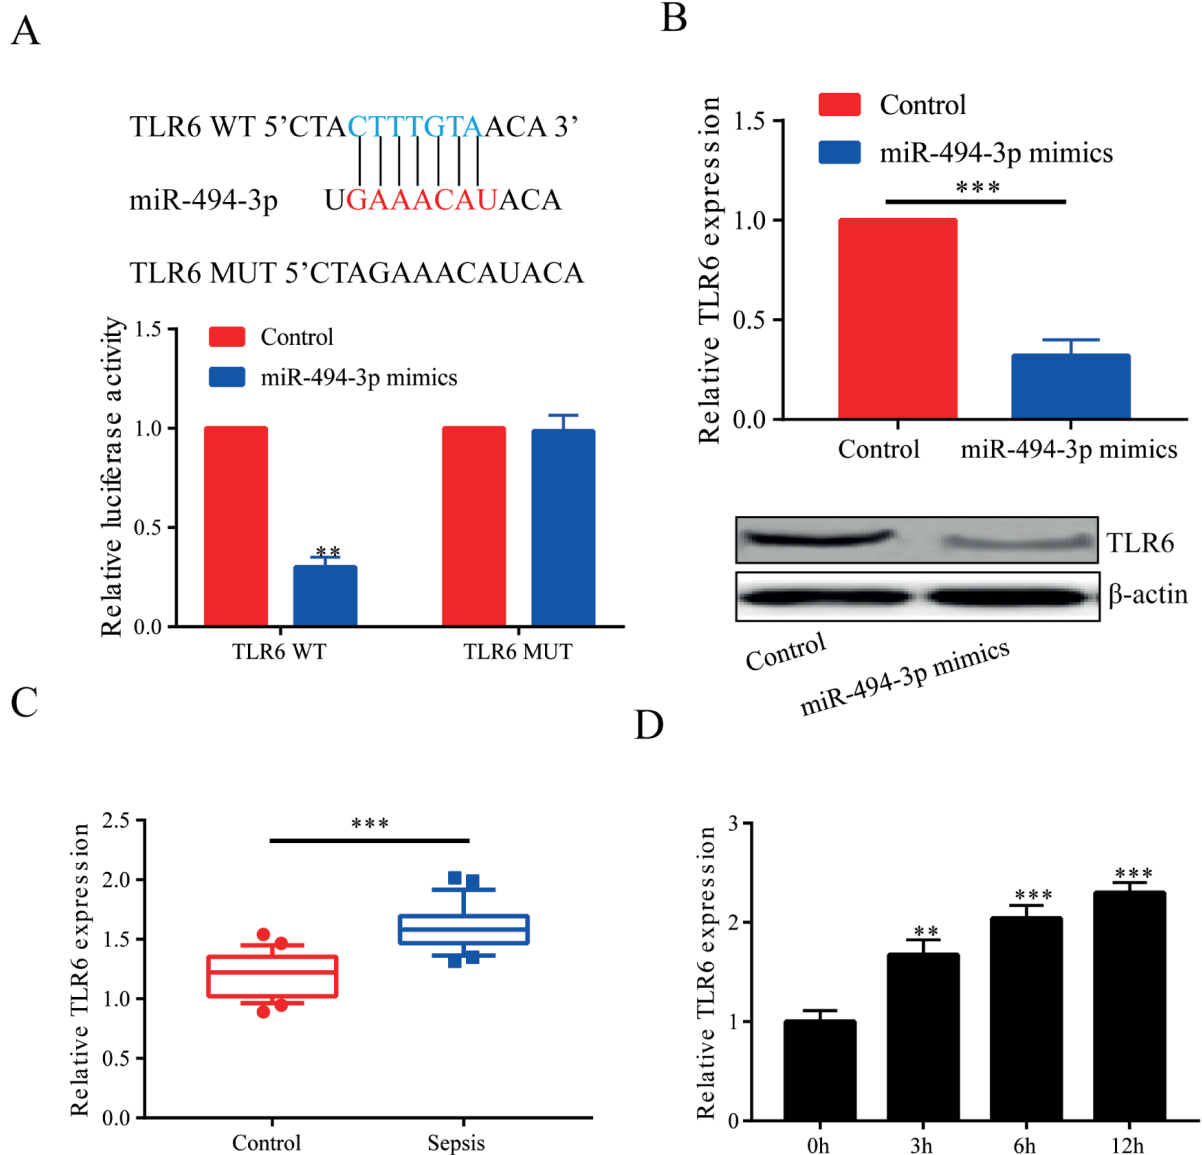 A
TLR6 WT 5’CTACTTTGTAACA 3’
miR-494-3p UGAAACAUACA
TLR6 MUT 5’CTAGAAACAUACA
Relative luciferase activity
1.5
1.0
0.5
0.0
Control
miR-494-3p mimics
**
TLR6 WT
TLR6 MUT
B
Relative TLR6 expression
1.5
1.0
0.5
0.0
Control
miR-494-3p mimics
***
Control
miR-494-3p mimics
TLR6
β-actin
Control
miR-494-3p mimics
C
Relative TLR6 expression
2.5
2.0
1.5
1.0
0.5
0.0
***
Control
Sepsis
D
Relative TLR6 expression
3
2
1
0
**
***
***
0h
3h
6h
12h